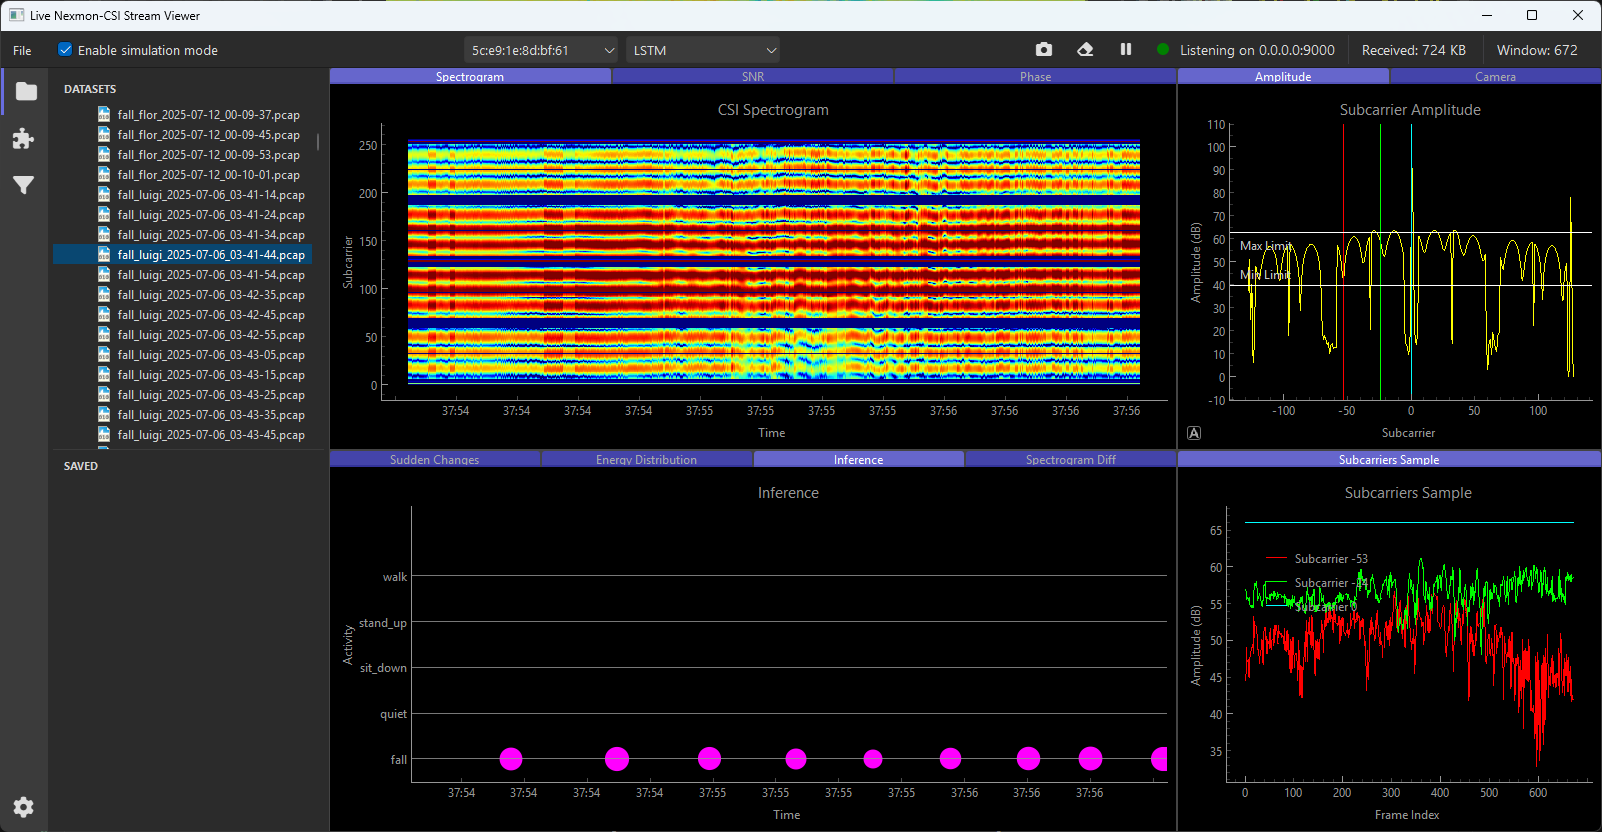 Live Nexmon-CSI Stream Viewer
File
Enable simulation mode
5c:e9:1e:8d:bf:61
LSTM
Listening on 0.0.0.0:9000
Received: 724 KB
Window: 672
DATASETS
fall_flor_2025-07-12_00-09-37.pcap
fall_flor_2025-07-12_00-09-45.pcap
fall_flor_2025-07-12_00-09-53.pcap
fall_flor_2025-07-12_00-10-01.pcap
fall_luigi_2025-07-06_03-41-14.pcap
fall_luigi_2025-07-06_03-41-24.pcap
fall_luigi_2025-07-06_03-41-34.pcap
fall_luigi_2025-07-06_03-41-44.pcap
fall_luigi_2025-07-06_03-41-54.pcap
fall_luigi_2025-07-06_03-42-35.pcap
fall_luigi_2025-07-06_03-42-45.pcap
fall_luigi_2025-07-06_03-42-55.pcap
fall_luigi_2025-07-06_03-43-05.pcap
fall_luigi_2025-07-06_03-43-15.pcap
fall_luigi_2025-07-06_03-43-25.pcap
fall_luigi_2025-07-06_03-43-35.pcap
fall_luigi_2025-07-06_03-43-45.pcap
SAVED
Spectrogram
SNR
Phase
CSI Spectrogram
Subcarrier
250
200
150
100
50
0
37:54 37:54 37:54 37:54 37:55 37:55 37:55 37:55 37:56 37:56 37:56 37:56
Time
Amplitude
Camera
Subcarrier Amplitude
Amplitude (dB)
110
100
90
80
70
60
50
40
30
20
10
0
-10
Max Limit
Min Limit
-100 -50 0 50 100
Subcarrier
A
Sudden Changes
Energy Distribution
Inference
Spectrogram Diff
Inference
Activity
walk
stand_up
sit_down
quiet
fall
37:54 37:54 37:54 37:54 37:55 37:55 37:55 37:55 37:56 37:56 37:56
Time
Subcarriers Sample
Subcarriers Sample
Amplitude (dB)
65
60
55
50
45
40
35
Subcarrier -53
Subcarrier -24
Subcarrier 0
0 100 200 300 400 500 600
Frame Index